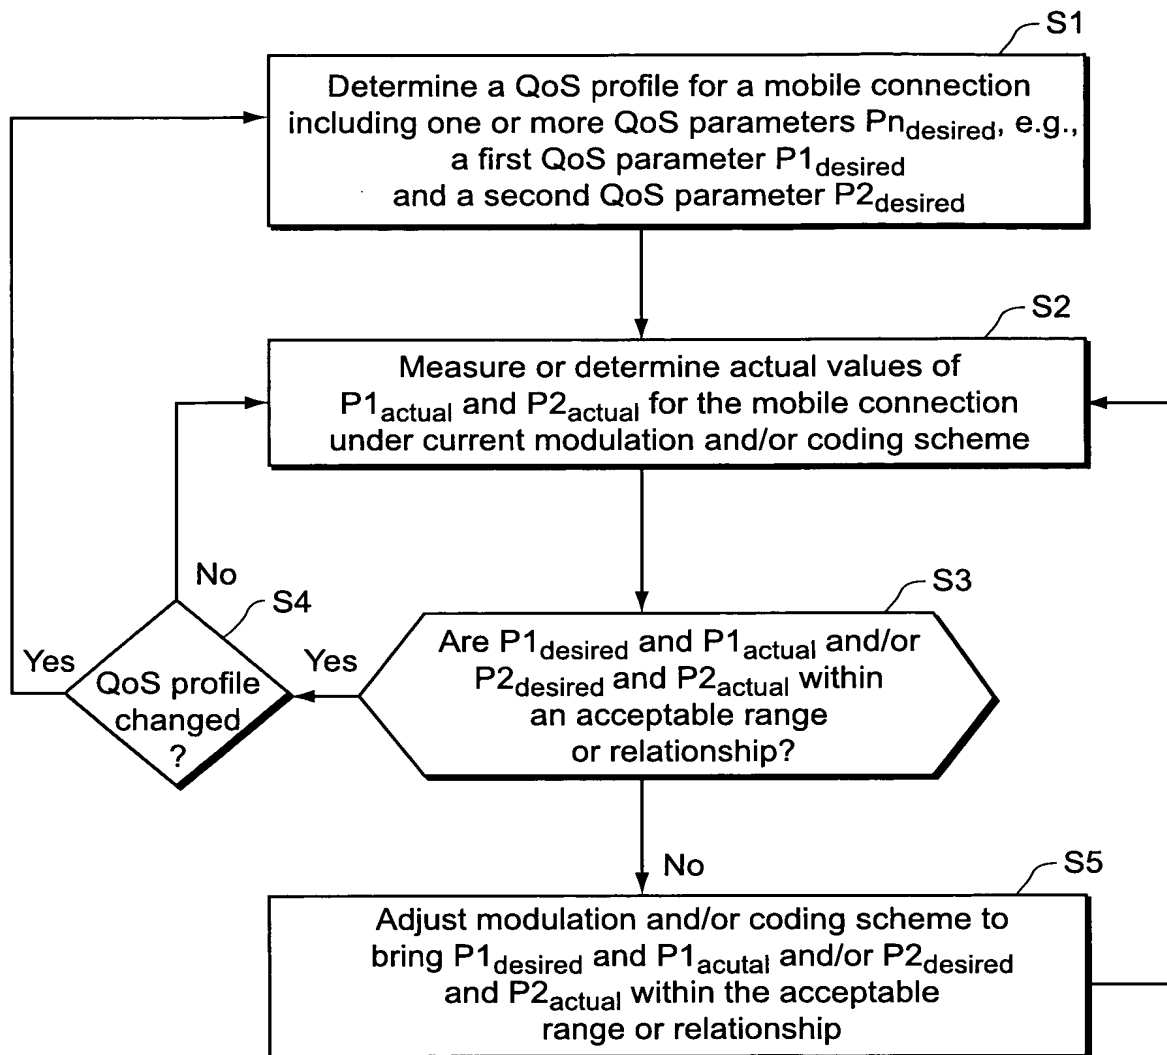 S1
Determine a QoS profile for a mobile connection
including one or more QoS parameters Pndesired, e.g.,
a first QoS parameter P1desired
and a second QoS parameter P2desired
S2
Measure or determine actual values of
P1actual and P2actual for the mobile connection
under current modulation and/or coding scheme
No
S4
Yes
QoS profile
changed
?
Yes
S3
Are P1desired and P1actual and/or
P2desired and P2actual within
an acceptable range
or relationship?
No
S5
Adjust modulation and/or coding scheme to
bring P1desired and P1acutal and/or P2desired
and P2actual within the acceptable
range or relationship